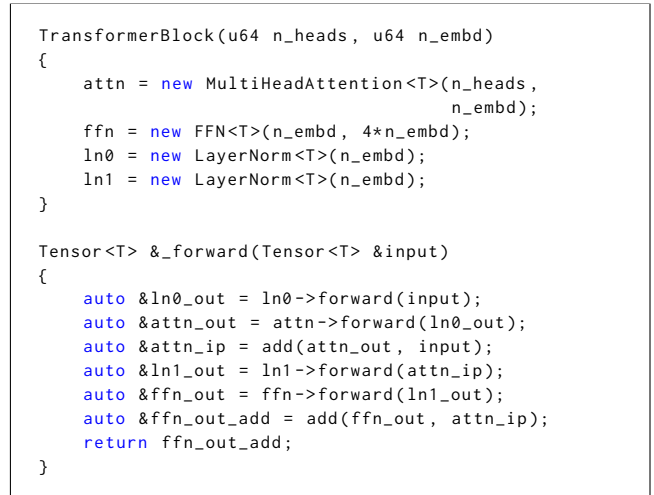 TransformerBlock(u64 n_heads, u64 n_embd)
{
    attn = new MultiHeadAttention<T>(n_heads,
                                     n_embd);
    ffn = new FFN<T>(n_embd, 4*n_embd);
    ln0 = new LayerNorm<T>(n_embd);
    ln1 = new LayerNorm<T>(n_embd);
}

Tensor<T> &_forward(Tensor<T> &input)
{
    auto &ln0_out = ln0->forward(input);
    auto &attn_out = attn->forward(ln0_out);
    auto &attn_ip = add(attn_out, input);
    auto &ln1_out = ln1->forward(attn_ip);
    auto &ffn_out = ffn->forward(ln1_out);
    auto &ffn_out_add = add(ffn_out, attn_ip);
    return ffn_out_add;
}